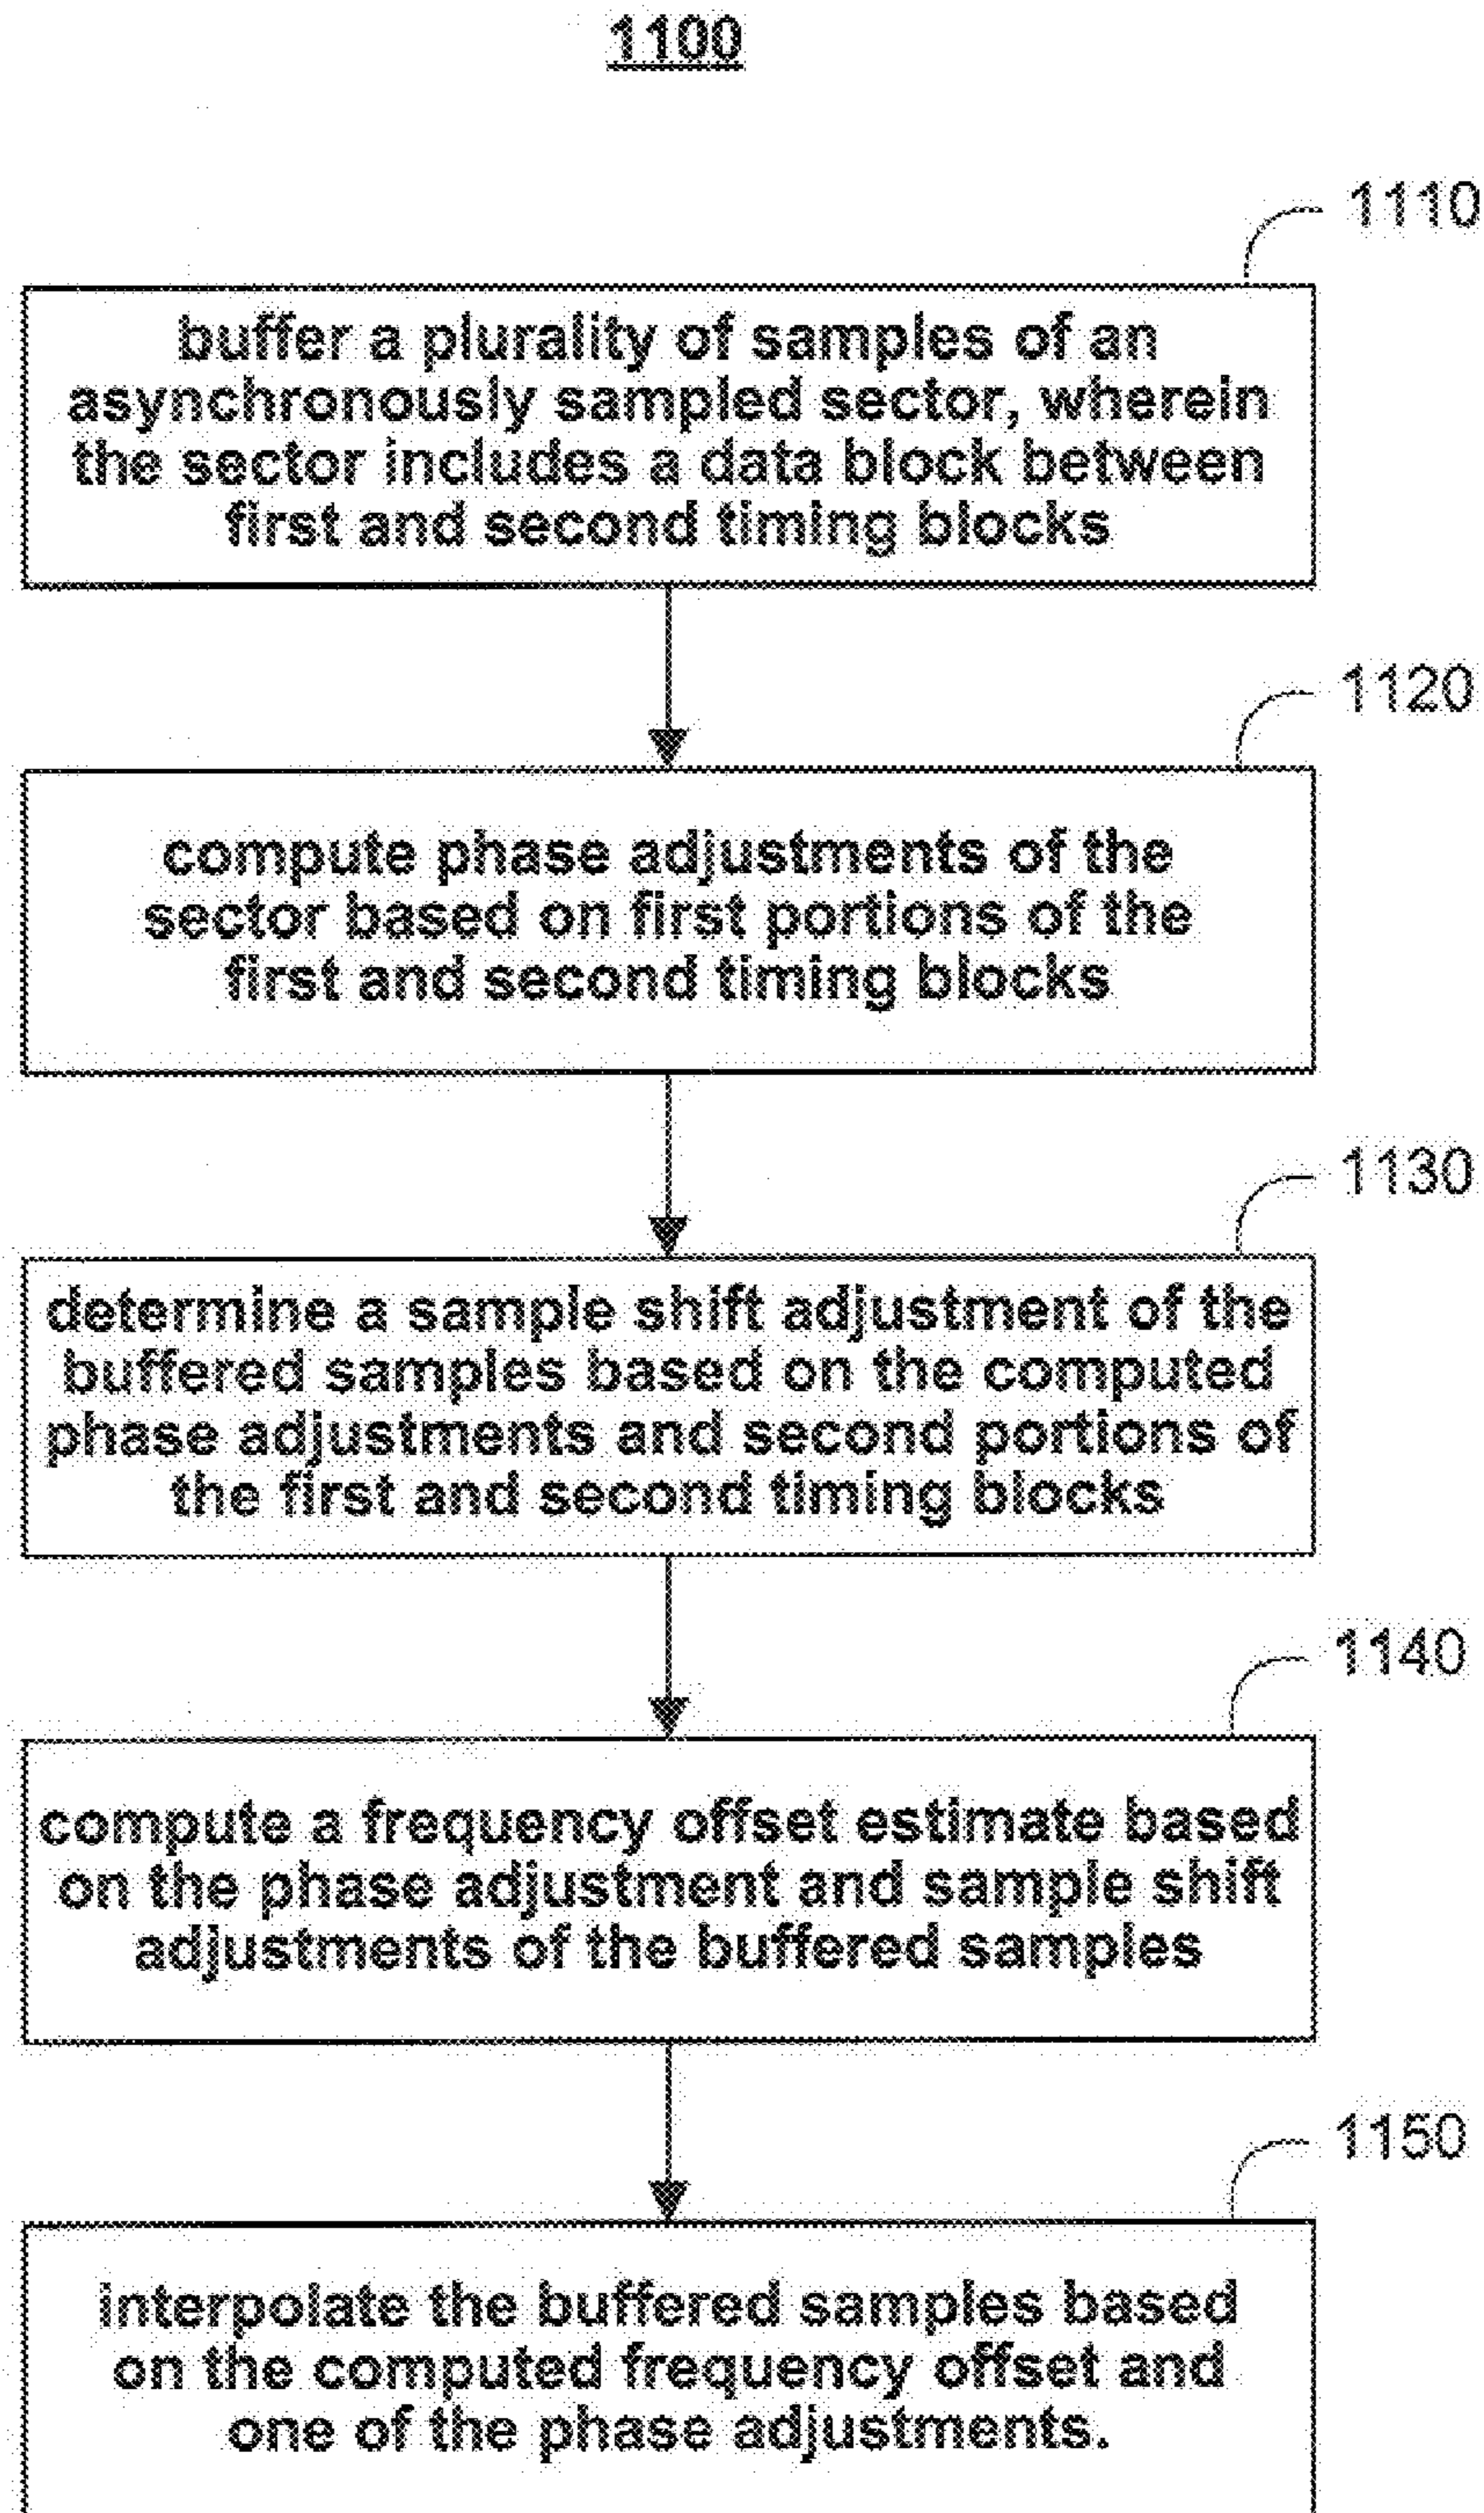 1100
1110
buffer a plurality of samples of an
asynchronously sampled sector, wherein
the sector includes a data block between
first and second timing blocks
1120
compute phase adjustments of the
sector based on first portions of the
first and second timing blocks
1130
determine a sample shift adjustment of the
buffered samples based on the computed
phase adjustments and second portions of
the first and second timing blocks
1140
compute a frequency offset estimate based
on the phase adjustment and sample shift
adjustments of the buffered samples
1150
interpolate the buffered samples based
on the computed frequency offset and
one of the phase adjustments.